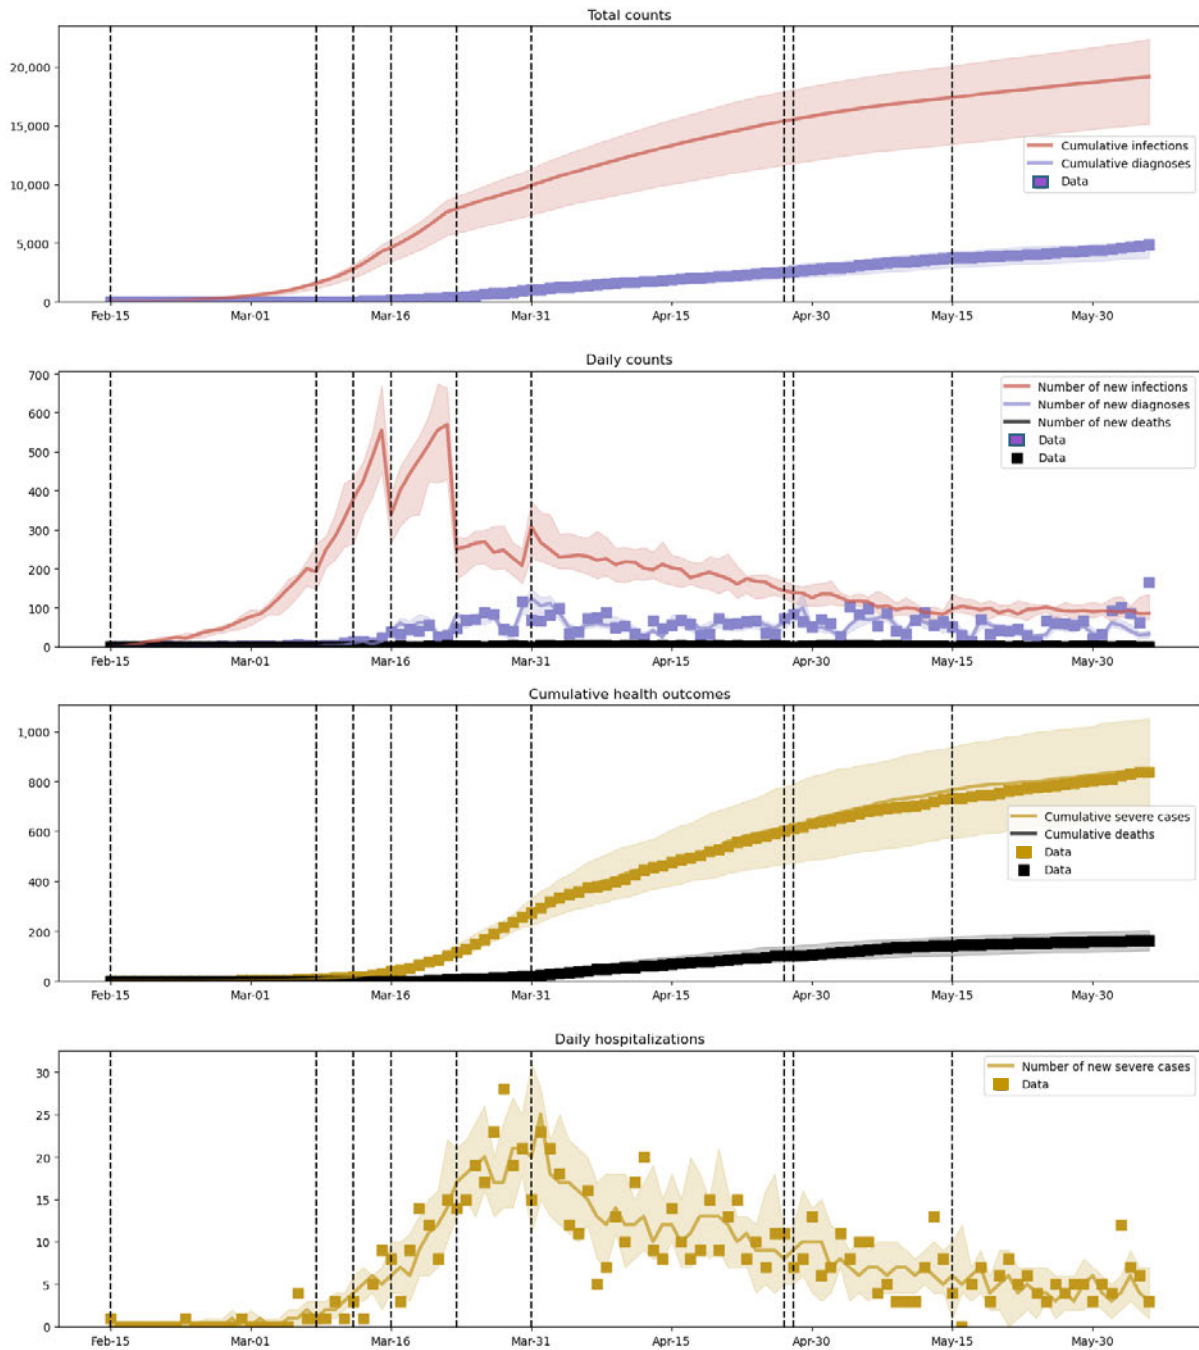 Total counts
20,000
15,000
10,000
5,000
0
Cumulative infections
Cumulative diagnoses
Data
Feb-15 Mar-01 Mar-16 Mar-31 Apr-15 Apr-30 May-15 May-30
Daily counts
700
600
500
400
300
200
100
0
Number of new infections
Number of new diagnoses
Number of new deaths
Data
Data
Feb-15 Mar-01 Mar-16 Mar-31 Apr-15 Apr-30 May-15 May-30
Cumulative health outcomes
1,000
800
600
400
200
0
Cumulative severe cases
Cumulative deaths
Data
Data
Feb-15 Mar-01 Mar-16 Mar-31 Apr-15 Apr-30 May-15 May-30
Daily hospitalizations
30
25
20
15
10
5
0
Number of new severe cases
Data
Feb-15 Mar-01 Mar-16 Mar-31 Apr-15 Apr-30 May-15 May-30